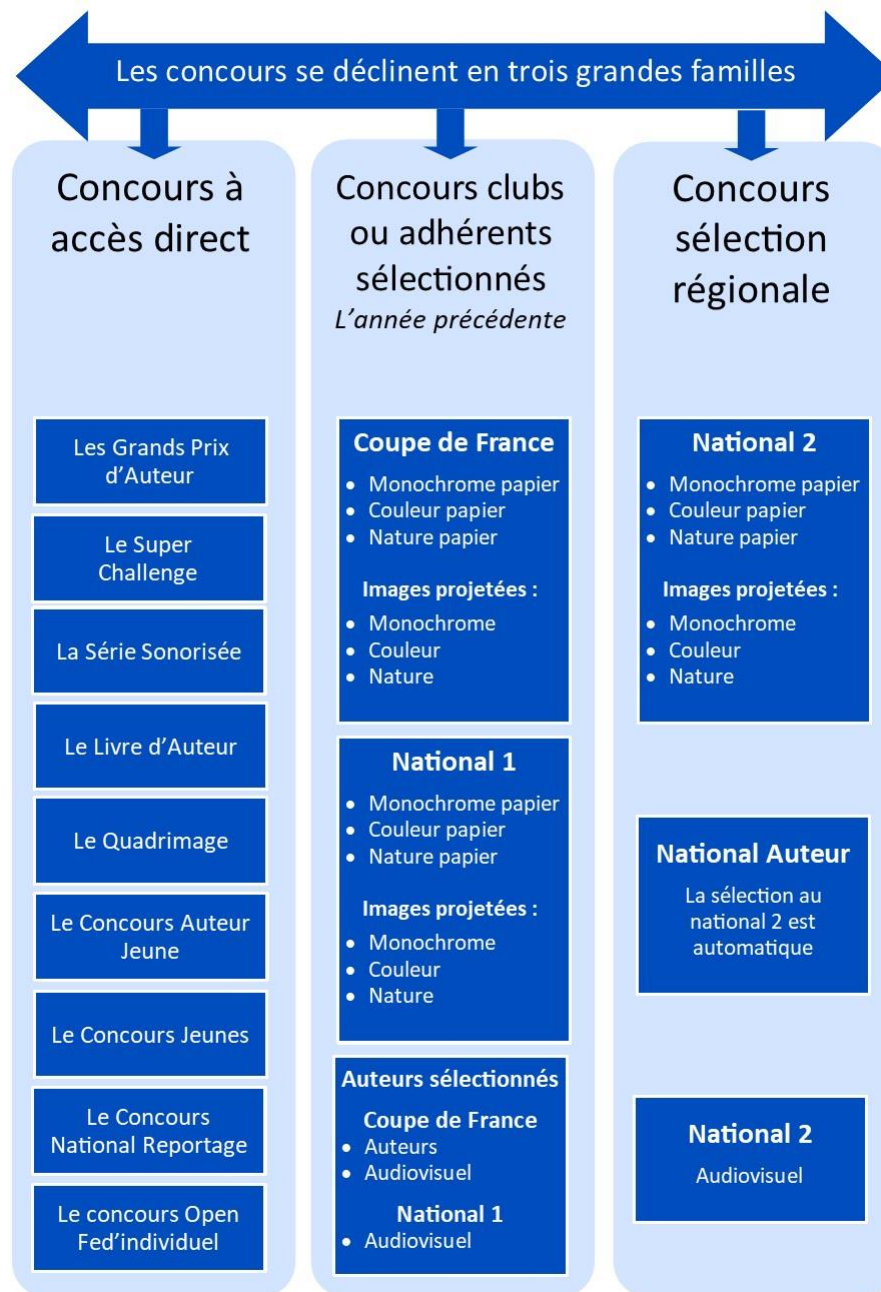 Les concours se déclinent en trois grandes familles
Concours à
accès direct
Les Grands Prix
d’Auteur
Le Super
Challenge
La Série Sonorisée
Le Livre d’Auteur
Le Quadrimage
Le Concours Auteur
Jeune
Le Concours Jeunes
Le Concours
National Reportage
Le concours Open
Fed’individuel
Concours clubs
ou adhérents
sélectionnés
L’année précédente
Coupe de France
• Monochrome papier
• Couleur papier
• Nature papier
Images projetées :
• Monochrome
• Couleur
• Nature
National 1
• Monochrome papier
• Couleur papier
• Nature papier
Images projetées :
• Monochrome
• Couleur
• Nature
Auteurs sélectionnés
Coupe de France
• Auteurs
• Audiovisuel
National 1
• Audiovisuel
Concours
sélection
régionale
National 2
• Monochrome papier
• Couleur papier
• Nature papier
Images projetées :
• Monochrome
• Couleur
• Nature
National Auteur
La sélection au
national 2 est
automatique
National 2
Audiovisuel